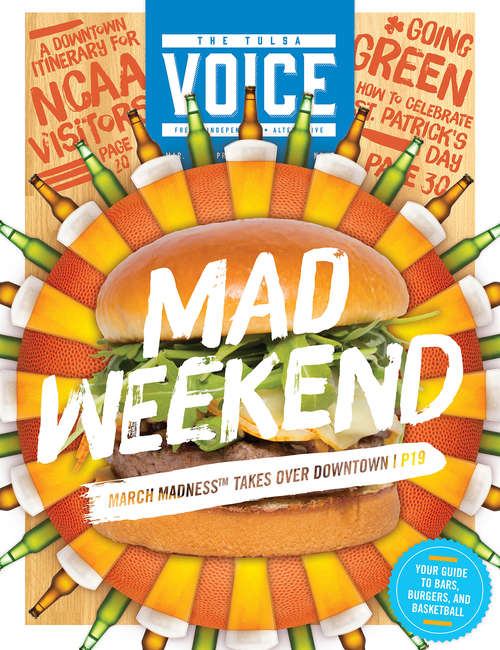 THE TULSA
VOICE
A DOWNTOWN
ITINERARY FOR
NCAA
VISITORS
PAGE
20
GOING
GREEN
HOW TO CELEBRATE
ST. PATRICK'S
DAY
PAGE 30
MAD
WEEKEND
MARCH MADNESS™ TAKES OVER DOWNTOWN | P19
YOUR GUIDE
TO BARS,
BURGERS, AND
BASKETBALL